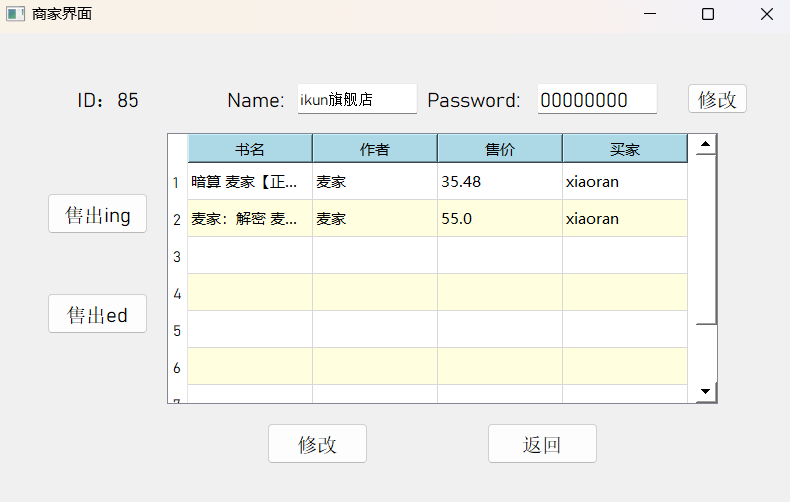 商家界面
ID：85 Name: ikun旗舰店 Password: 00000000 修改
书名 作者 售价 买家
1 暗算 麦家【正... 麦家 35.48 xiaoran
售出ing
2 麦家：解密 麦... 麦家 55.0 xiaoran
3
4
售出ed
5
6
7
修改 返回